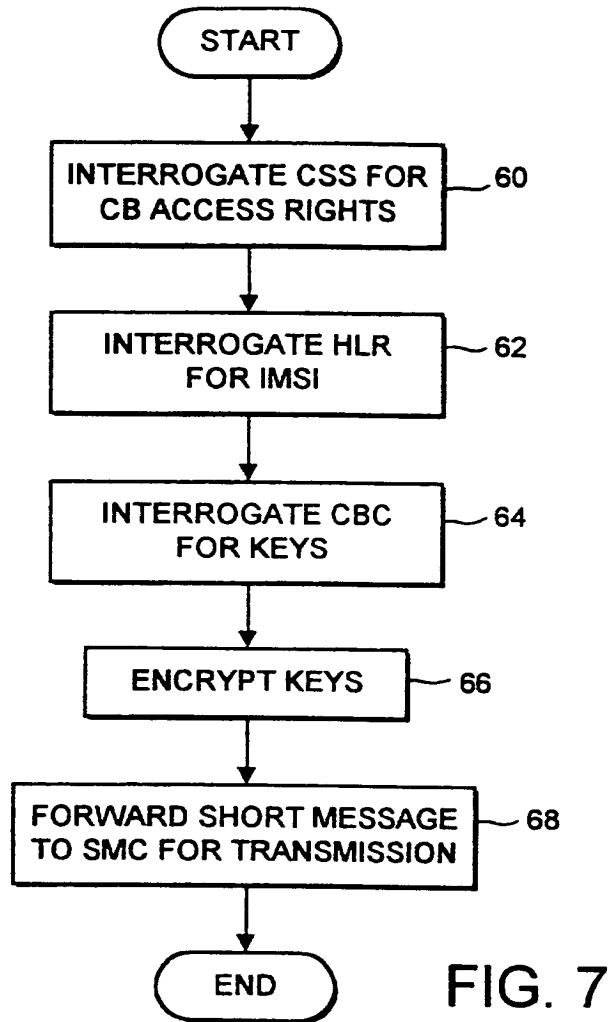 START
INTERROGATE CSS FOR
CB ACCESS RIGHTS
60
INTERROGATE HLR
FOR IMSI
62
INTERROGATE CBC
FOR KEYS
64
ENCRYPT KEYS
66
FORWARD SHORT MESSAGE
TO SMC FOR TRANSMISSION
68
END
FIG. 7